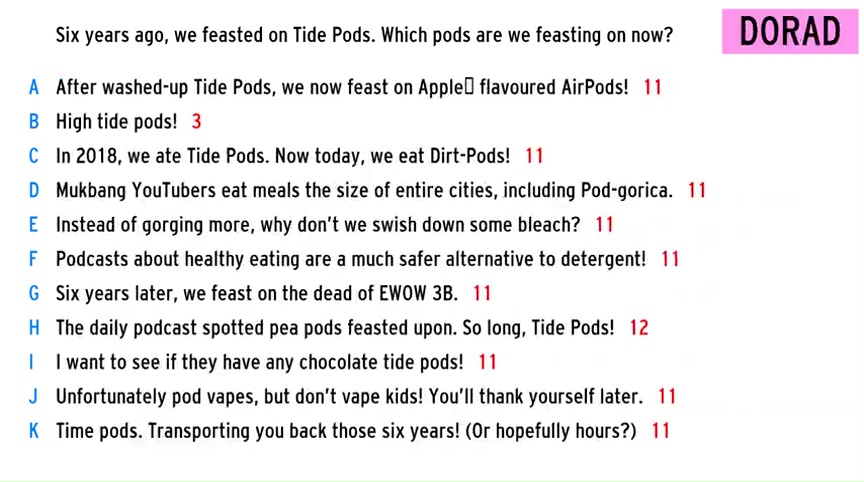 Six years ago, we feasted on Tide Pods. Which pods are we feasting on now?
DORAD
A After washed-up Tide Pods, we now feast on Apple▯ flavoured AirPods! 11
B High tide pods! 3
C In 2018, we ate Tide Pods. Now today, we eat Dirt-Pods! 11
D Mukbang YouTubers eat meals the size of entire cities, including Pod-gorica. 11
E Instead of gorging more, why don't we swish down some bleach? 11
F Podcasts about healthy eating are a much safer alternative to detergent! 11
G Six years later, we feast on the dead of EWOW 3B. 11
H The daily podcast spotted pea pods feasted upon. So long, Tide Pods! 12
I I want to see if they have any chocolate tide pods! 11
J Unfortunately pod vapes, but don't vape kids! You'll thank yourself later. 11
K Time pods. Transporting you back those six years! (Or hopefully hours?) 11